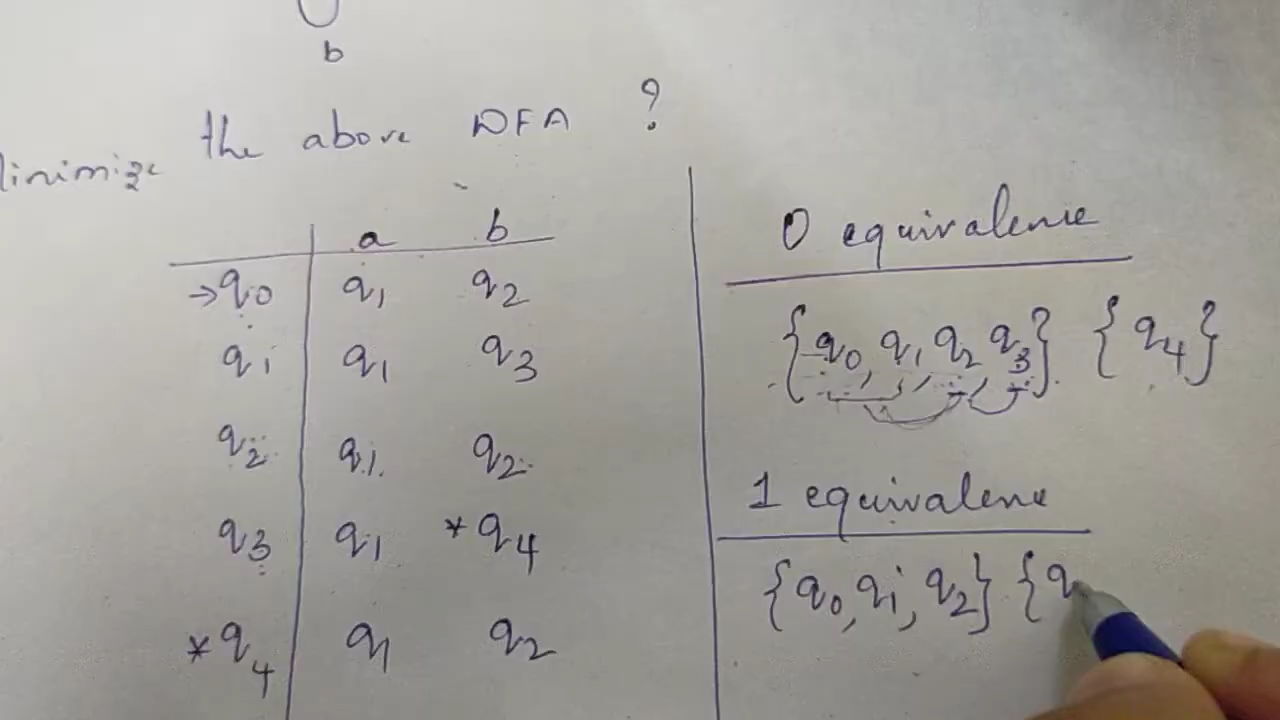 b
Minimize the above DFA ?
a b
→q0 q1 q2
q1 q1 q3
q2 q1 q2
q3 q1 *q4
*q4 q1 q2
0 equivalence
{q0, q1, q2, q3} {q4}
1 equivalence
{q0, q1, q2} {q